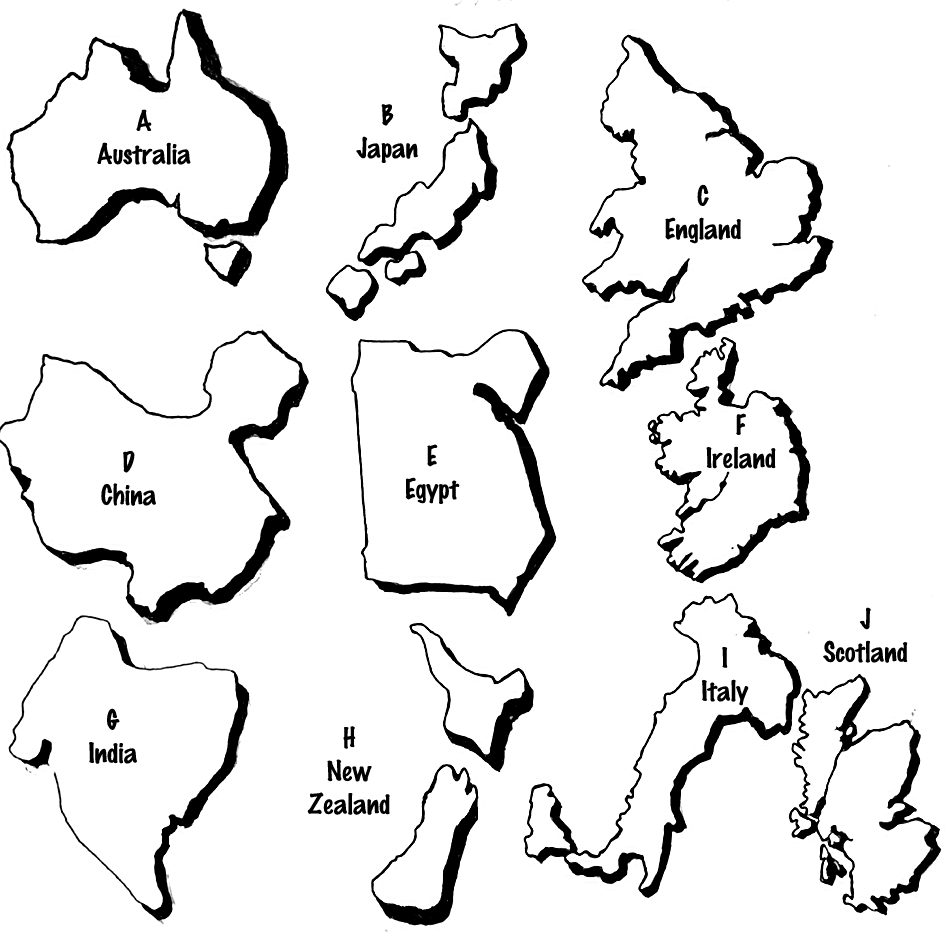 A
Australia
B
Japan
C
England
D
China
E
Egypt
F
Ireland
G
India
H
New
Zealand
I
Italy
J
Scotland